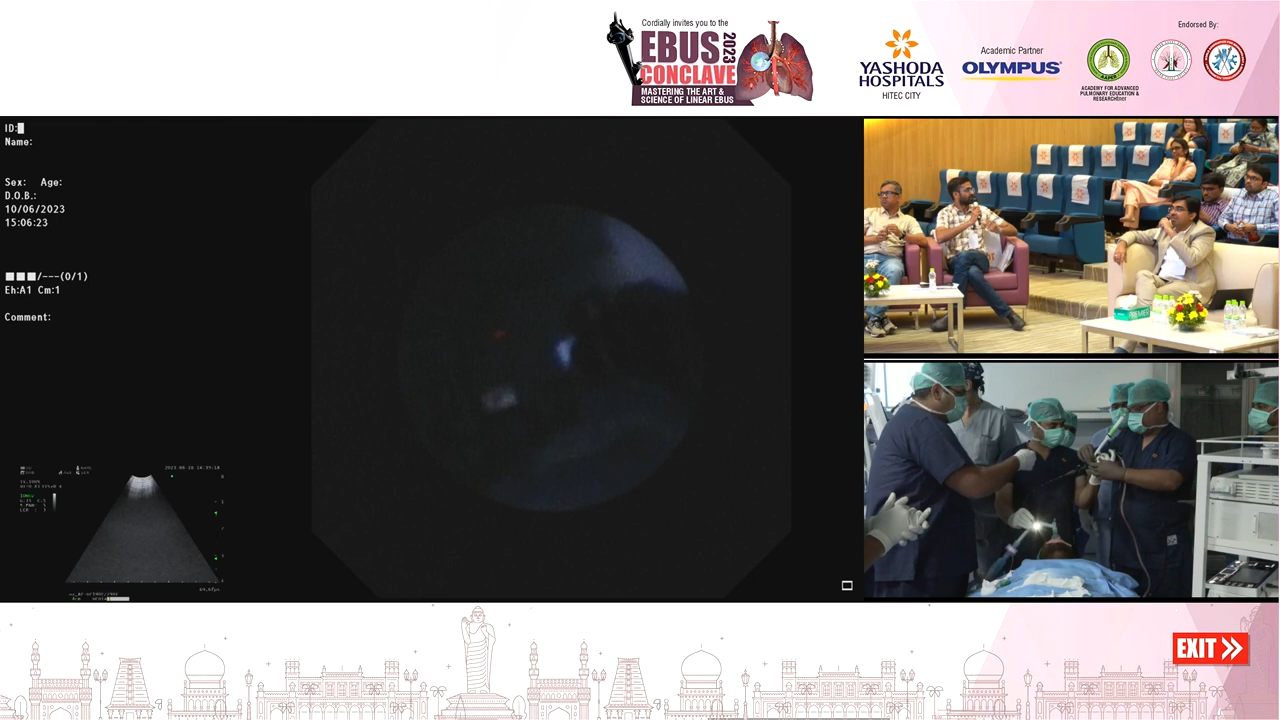 Cordially invites you to the
EBUS
2023
CONCLAVE
MASTERING THE ART &
SCIENCE OF LINEAR EBUS
YASHODA
HOSPITALS
HITEC CITY
Academic Partner
OLYMPUS
Endorsed By:
ACADEMY FOR ADVANCED
PULMONARY EDUCATION &
ID:
Name:
Sex: Age:
D.O.B.:
10/06/2023
15:06:23
■■■/---(0/1)
Eh:A1 Cm:1
Comment:
PREMIER
EXIT